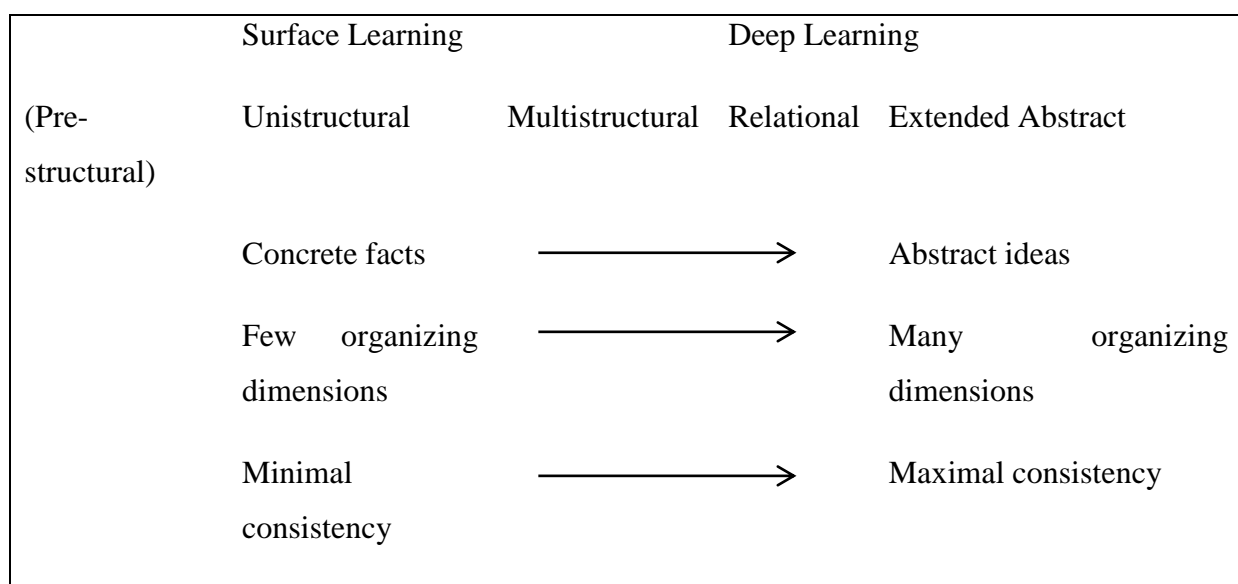 Surface Learning Deep Learning
(Pre-structural) Unistructural Multistructural Relational Extended Abstract
Concrete facts Abstract ideas
Few organizing dimensions Many organizing dimensions
Minimal consistency Maximal consistency